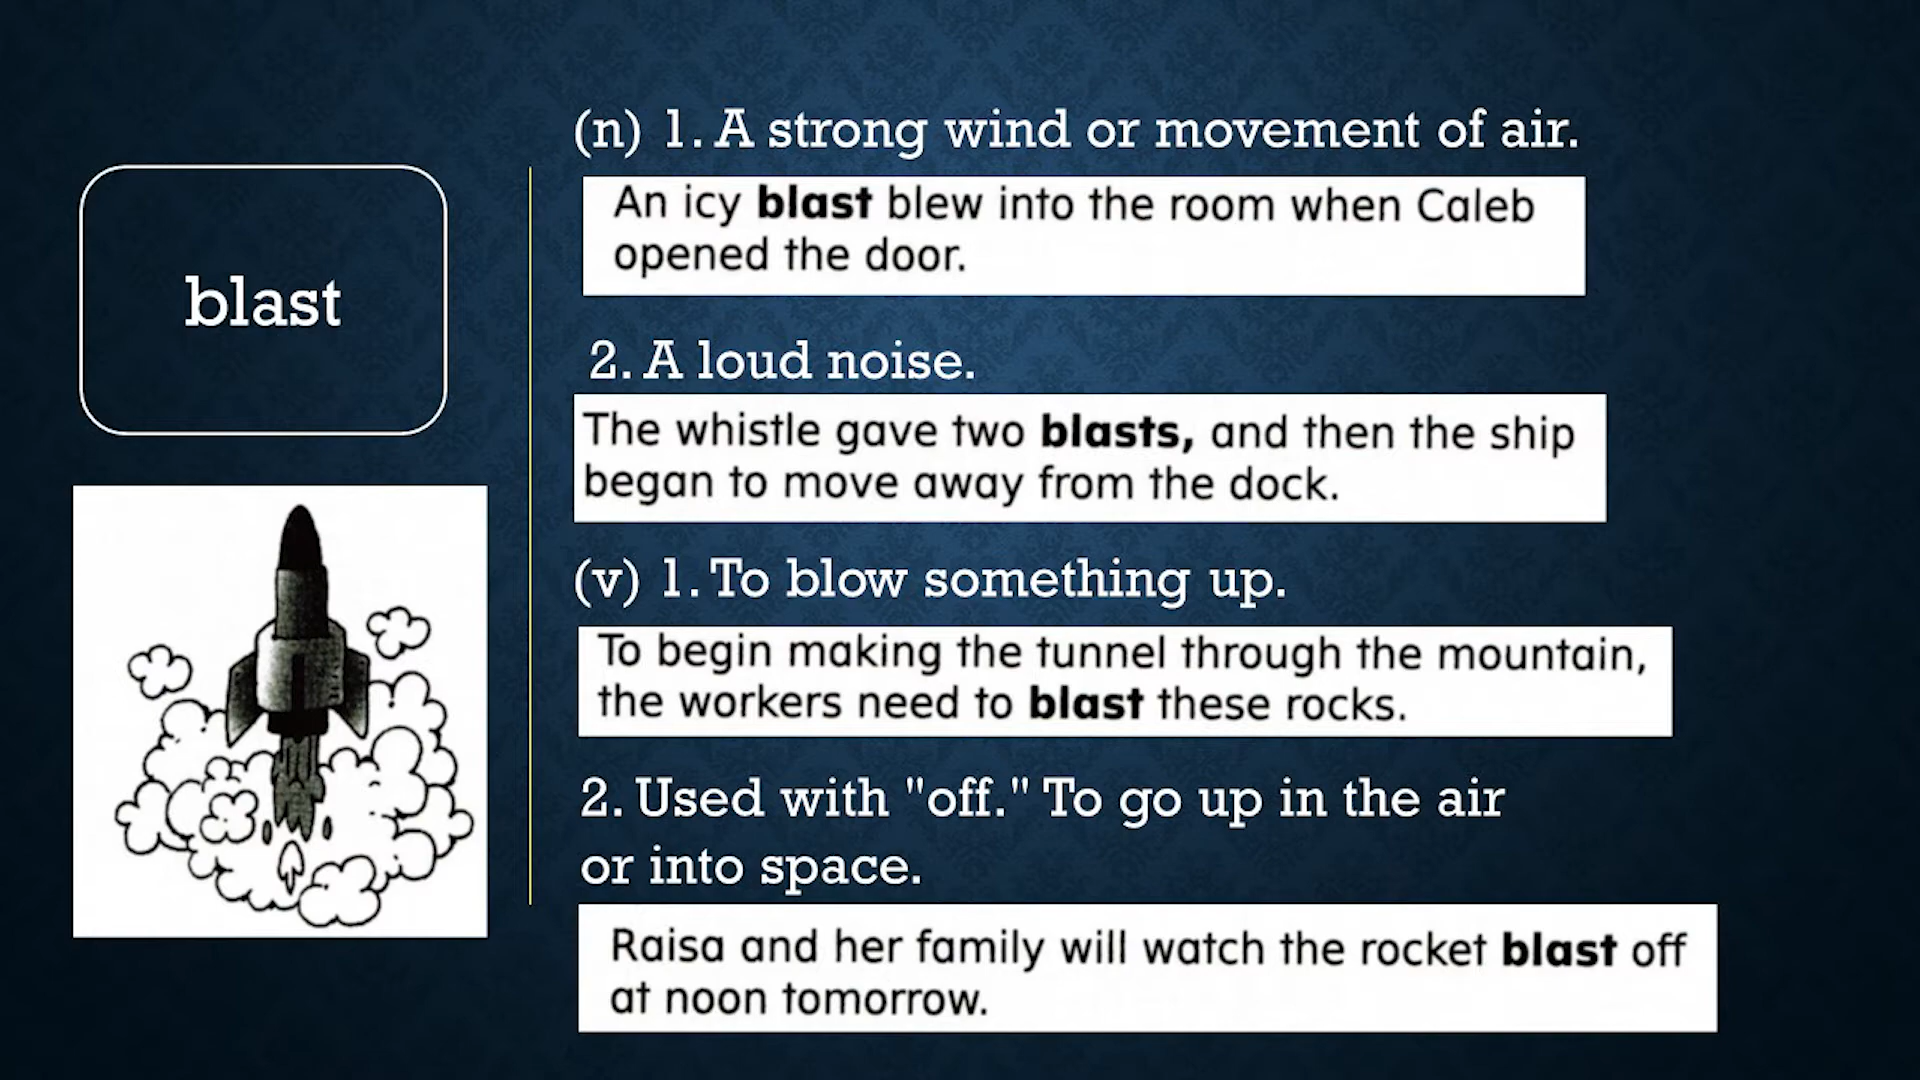 blast
(n) 1. A strong wind or movement of air.
An icy blast blew into the room when Caleb
opened the door.
2. A loud noise.
The whistle gave two blasts, and then the ship
began to move away from the dock.
(v) 1. To blow something up.
To begin making the tunnel through the mountain,
the workers need to blast these rocks.
2. Used with "off." To go up in the air
or into space.
Raisa and her family will watch the rocket blast off
at noon tomorrow.